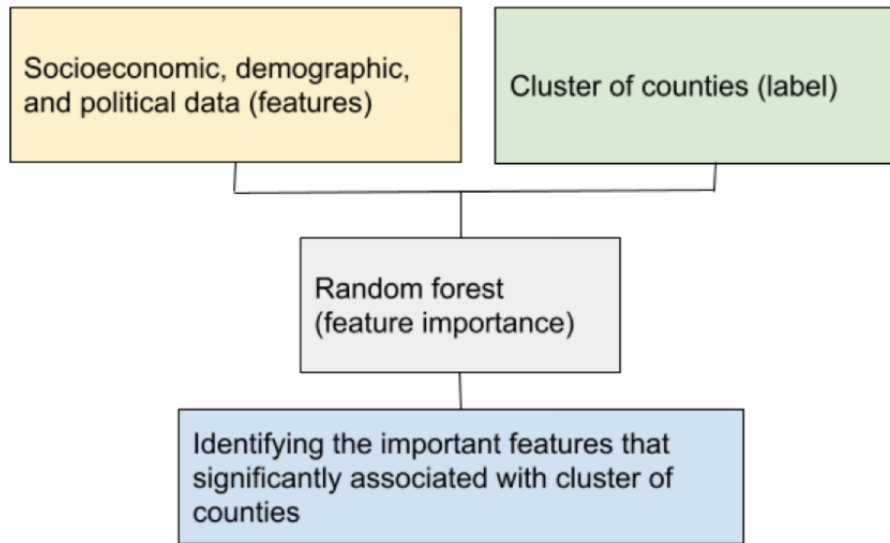 Socioeconomic, demographic,
and political data (features)
Cluster of counties (label)
Random forest
(feature importance)
Identifying the important features that
significantly associated with cluster of
counties